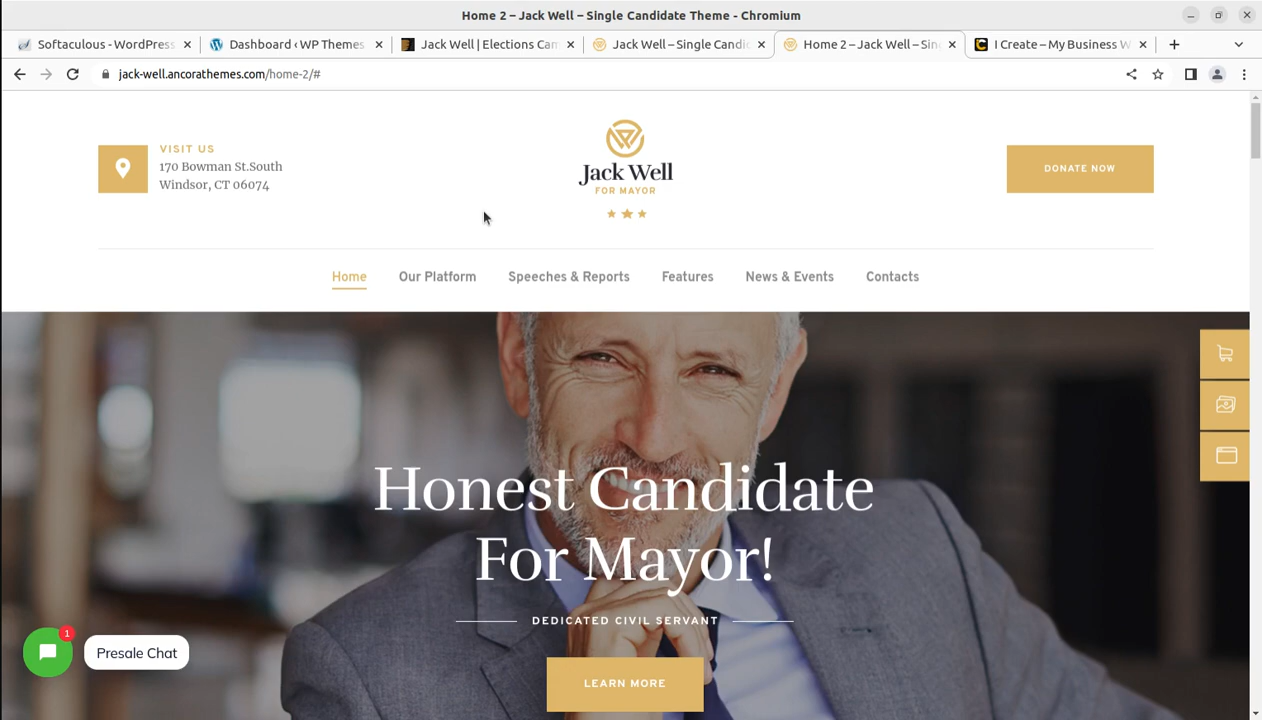 Home 2 – Jack Well – Single Candidate Theme - Chromium
Softaculous - WordPress
Dashboard ‹ WP Themes
Jack Well | Elections Cam
Jack Well – Single Candic
Home 2 – Jack Well – Sin
I Create – My Business W
jack-well.ancorathemes.com/home-2/#
VISIT US
170 Bowman St.South
Windsor, CT 06074
Jack Well
FOR MAYOR
DONATE NOW
Home
Our Platform
Speeches & Reports
Features
News & Events
Contacts
Honest Candidate
For Mayor!
DEDICATED CIVIL SERVANT
LEARN MORE
1
Presale Chat